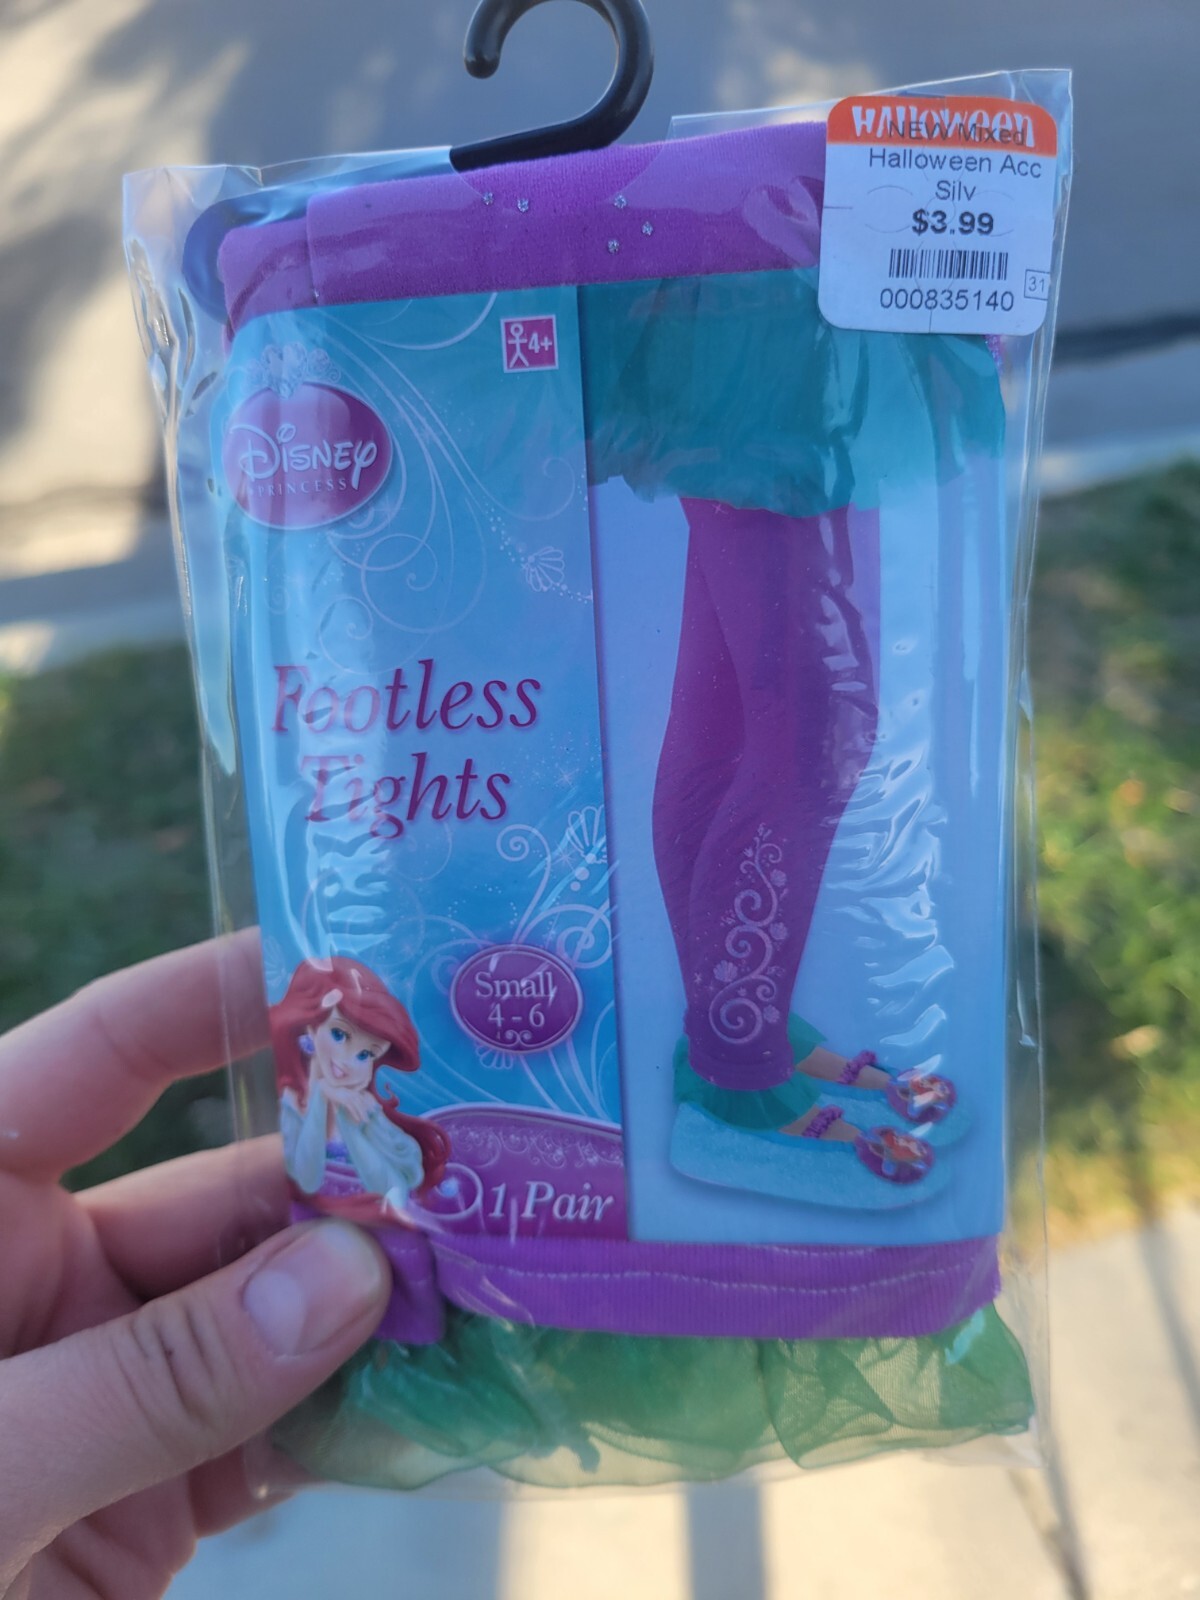 Halloween
NEW Mixed
Halloween Acc
Silv
$3.99
31
000835140
4+
Disney
PRINCESS
Footless
Tights
Small
4 - 6
1 Pair